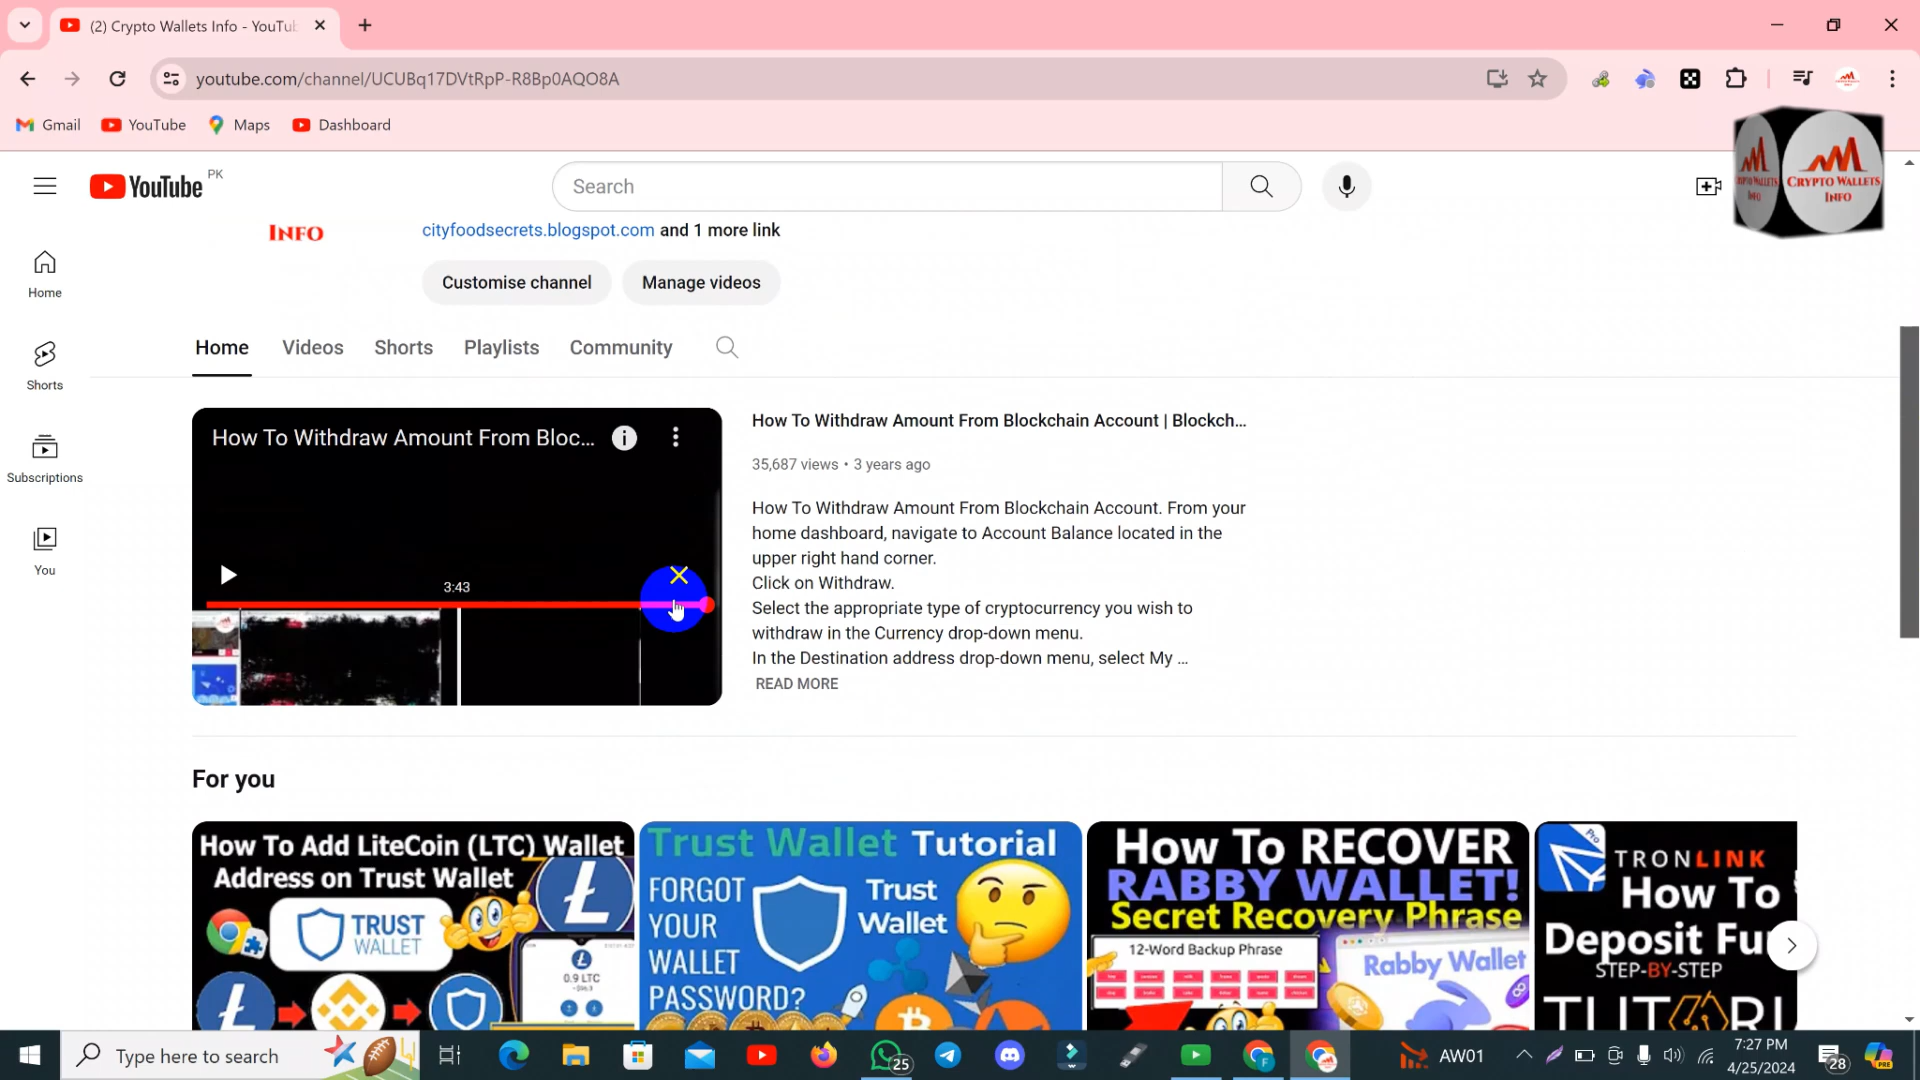 (2) Crypto Wallets Info - YouTu
youtube.com/channel/UCUBq17DVtRpP-R8Bp0AQO8A
Gmail
YouTube
Maps
Dashboard
CRYPTO WALLETS
INFO
YouTube PK
Search
INFO
cityfoodsecrets.blogspot.com and 1 more link
Customise channel
Manage videos
Home
Shorts
Subscriptions
You
Home
Videos
Shorts
Playlists
Community
How To Withdraw Amount From Bloc...
3:43
How To Withdraw Amount From Blockchain Account | Blockch...
35,687 views • 3 years ago
How To Withdraw Amount From Blockchain Account. From your
home dashboard, navigate to Account Balance located in the
upper right hand corner.
Click on Withdraw.
Select the appropriate type of cryptocurrency you wish to
withdraw in the Currency drop-down menu.
In the Destination address drop-down menu, select My ...
READ MORE
For you
How To Add LiteCoin (LTC) Wallet
Address on Trust Wallet
TRUST
WALLET
0.9 LTC
Trust Wallet Tutorial
FORGOT
YOUR
WALLET
PASSWORD?
Trust
Wallet
How To RECOVER
RABBY WALLET!
Secret Recovery Phrase
12-Word Backup Phrase
Rabby Wallet
Pro
TRONLINK
How To
Deposit Fu
STEP-BY-STEP
TUTORI
Type here to search
25
AW01
7:27 PM
4/25/2024
28
PRE